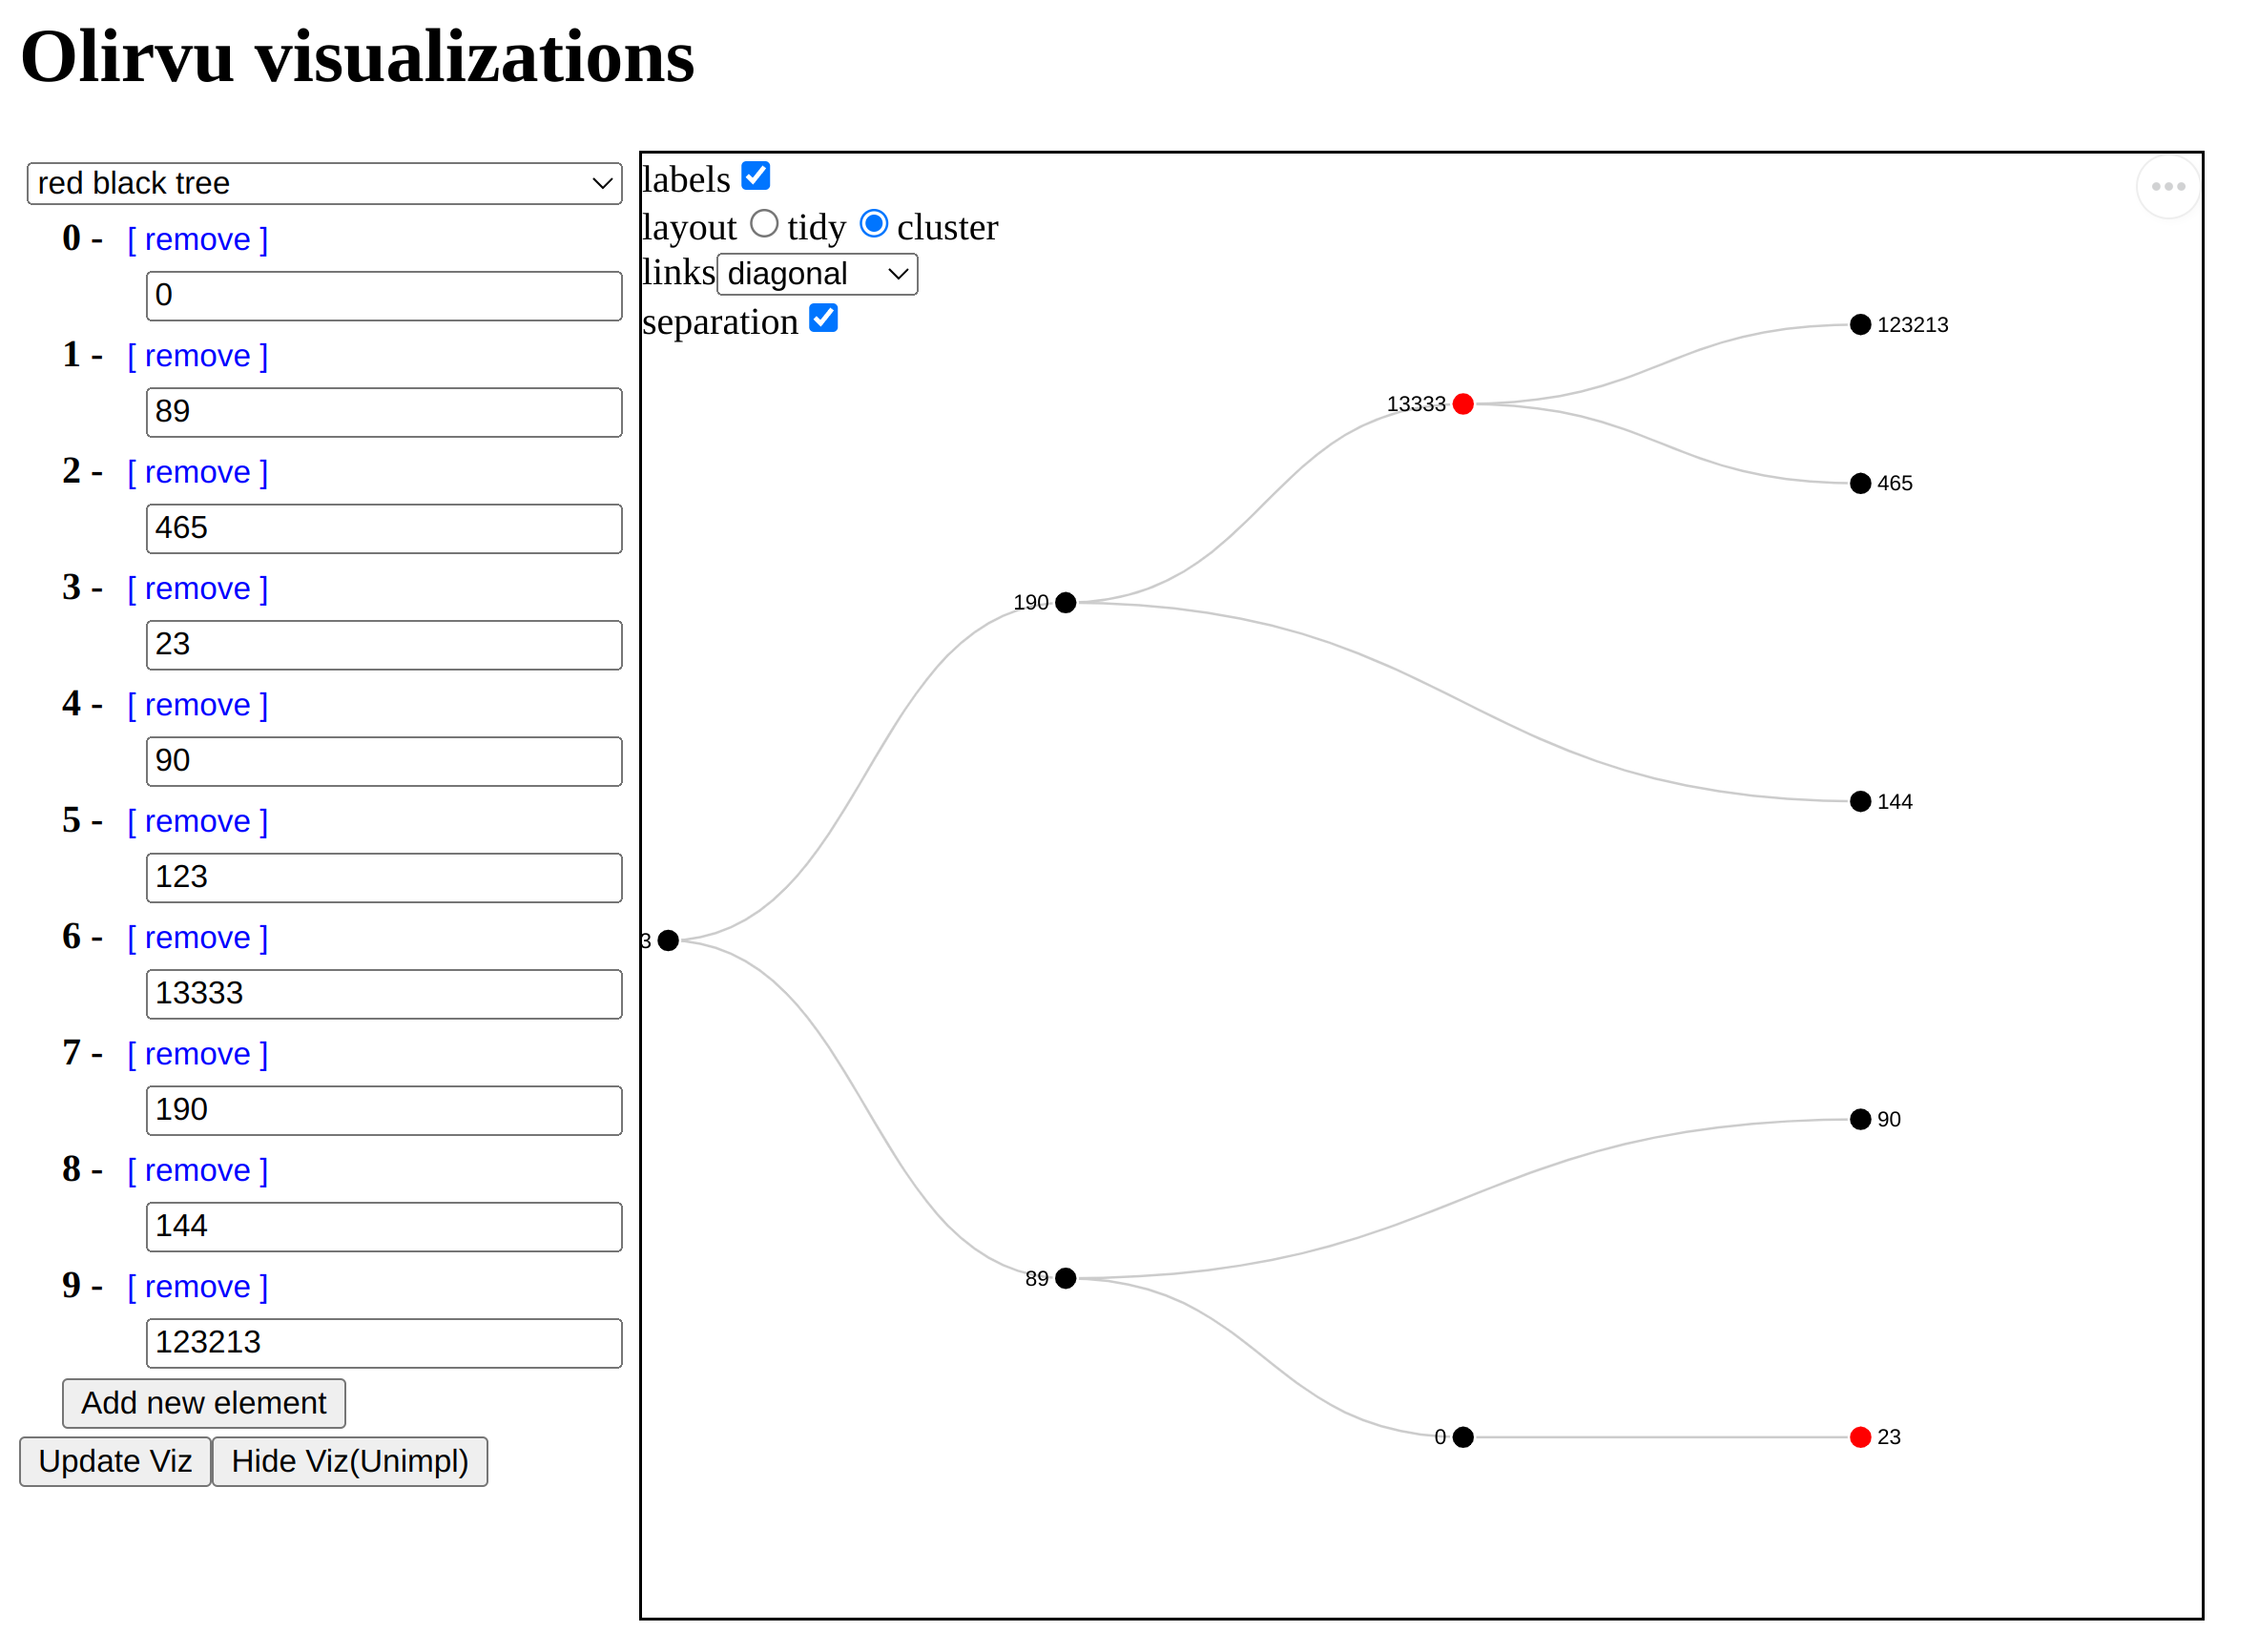 Olirvu visualizations
red black tree
0 - [ remove ]
0
1 - [ remove ]
89
2 - [ remove ]
465
3 - [ remove ]
23
4 - [ remove ]
90
5 - [ remove ]
123
6 - [ remove ]
13333
7 - [ remove ]
190
8 - [ remove ]
144
9 - [ remove ]
123213
Add new element
Update Viz Hide Viz(Unimpl)
labels
layout tidy cluster
links diagonal
separation
123213
13333
465
190
144
3
90
89
0
23